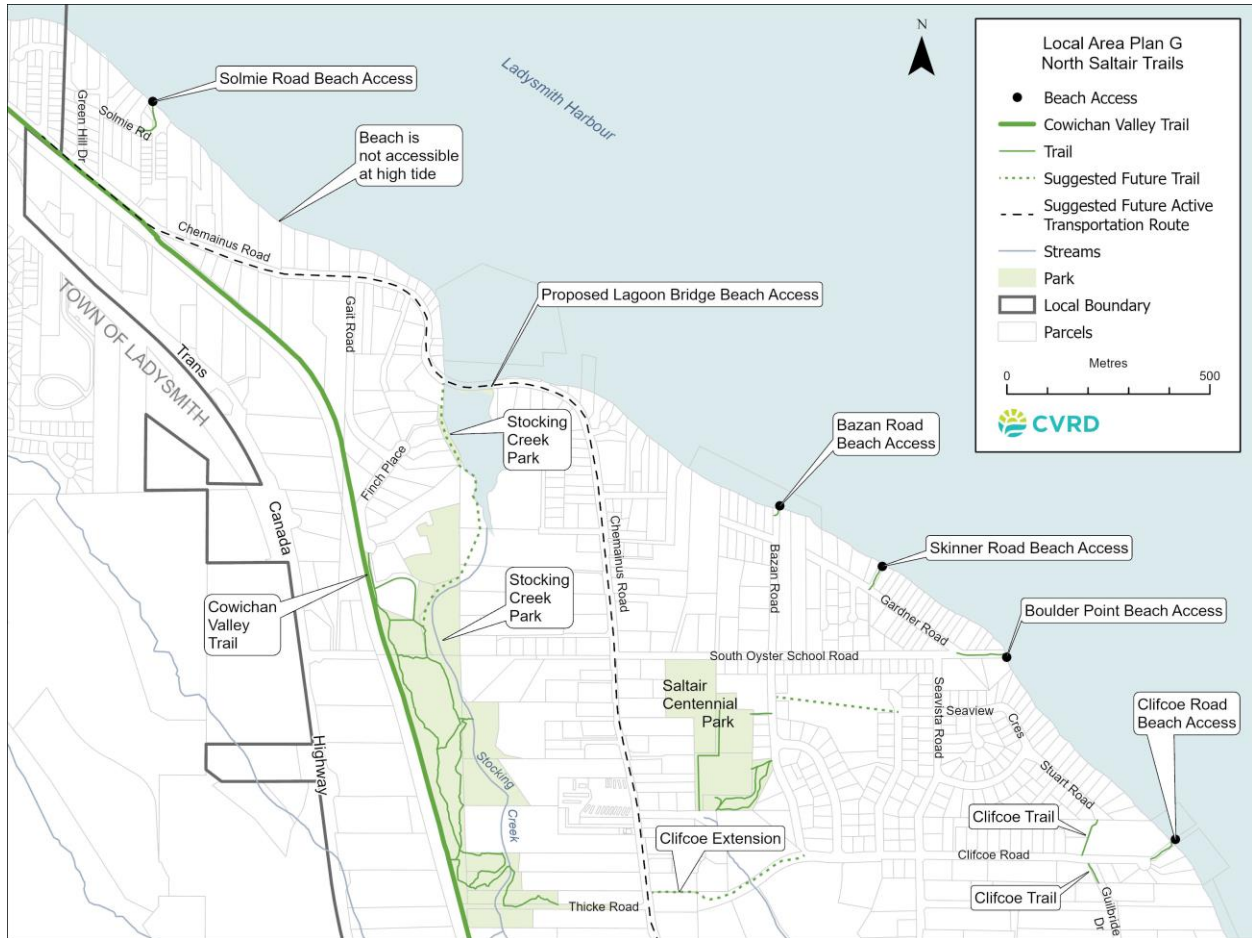 Solmie Road Beach Access
Green Hill Dr
Solmie Rd
Ladysmith Harbour
N
Beach is
not accessible
at high tide
Chemainus Road
Proposed Lagoon Bridge Beach Access
Gait Road
TOWN OF LADYSMITH
Trans
Canada
Highway
Stocking
Creek
Park
Finch Place
Bazan Road
Beach Access
Chemainus Road
Bazan Road
Skinner Road Beach Access
Stocking
Creek
Park
Cowichan
Valley
Trail
Gardner Road
Boulder Point Beach Access
South Oyster School Road
Saltair
Centennial
Park
Seavista Road
Seaview
Cres
Clifcoe Road
Beach Access
Stuart Road
Stocking
Creek
Clifcoe Trail
Clifcoe Extension
Clifcoe Road
Clifcoe Trail
Guilbride
Dr
Thicke Road
Local Area Plan G
North Saltair Trails
Beach Access
Cowichan Valley Trail
Trail
Suggested Future Trail
Suggested Future Active
Transportation Route
Streams
Park
Local Boundary
Parcels
Metres
0 500
CVRD